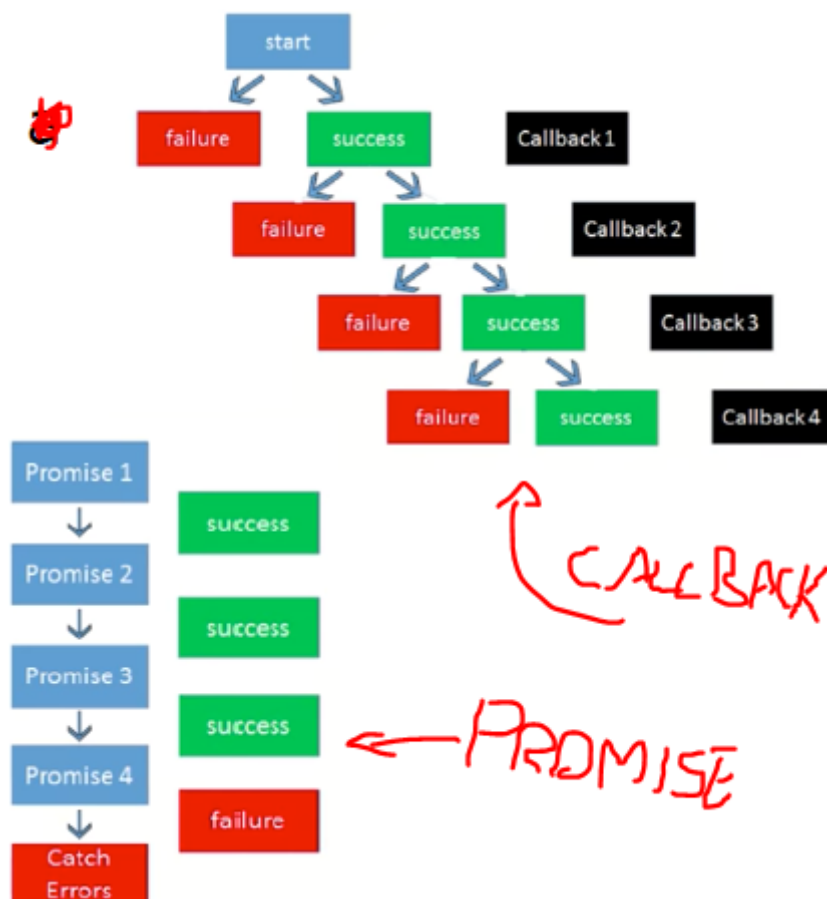 start
failure success Callback 1
failure success Callback 2
failure success Callback 3
failure success Callback 4
Promise 1
success
Promise 2
success
Promise 3
success
Promise 4
failure
Catch
Errors
CALLBACK
PROMISE